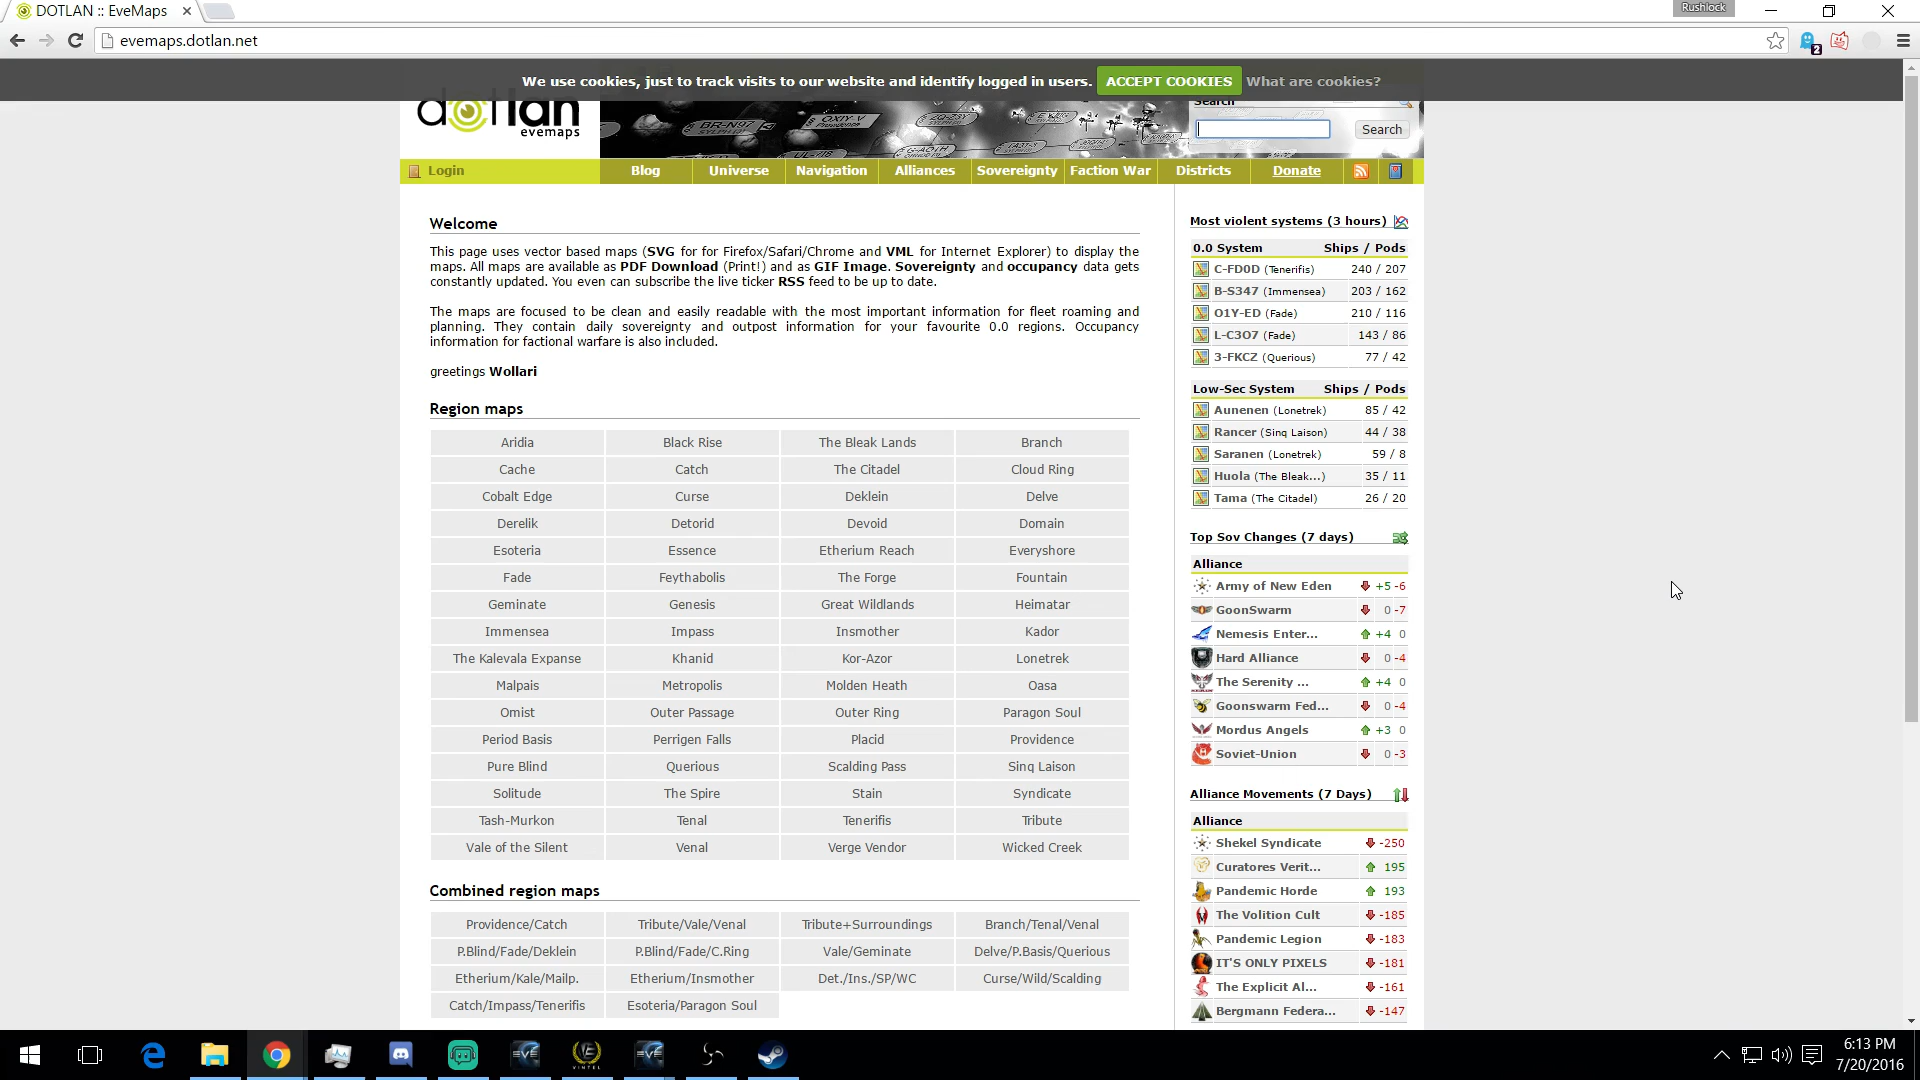 DOTLAN :: EveMaps
Rushlock
evemaps.dotlan.net
2
We use cookies, just to track visits to our website and identify logged in users. ACCEPT COOKIES What are cookies?
dotlan
evemaps
Search
Search
Login Blog Universe Navigation Alliances Sovereignty Faction War Districts Donate
Welcome
This page uses vector based maps (SVG for for Firefox/Safari/Chrome and VML for Internet Explorer) to display the
maps. All maps are available as PDF Download (Print!) and as GIF Image. Sovereignty and occupancy data gets
constantly updated. You even can subscribe the live ticker RSS feed to be up to date.
The maps are focused to be clean and easily readable with the most important information for fleet roaming and
planning. They contain daily sovereignty and outpost information for your favourite 0.0 regions. Occupancy
information for factional warfare is also included.
greetings Wollari
Region maps
Aridia Black Rise The Bleak Lands Branch
Cache Catch The Citadel Cloud Ring
Cobalt Edge Curse Deklein Delve
Derelik Detorid Devoid Domain
Esoteria Essence Etherium Reach Everyshore
Fade Feythabolis The Forge Fountain
Geminate Genesis Great Wildlands Heimatar
Immensea Impass Insmother Kador
The Kalevala Expanse Khanid Kor-Azor Lonetrek
Malpais Metropolis Molden Heath Oasa
Omist Outer Passage Outer Ring Paragon Soul
Period Basis Perrigen Falls Placid Providence
Pure Blind Querious Scalding Pass Sinq Laison
Solitude The Spire Stain Syndicate
Tash-Murkon Tenal Tenerifis Tribute
Vale of the Silent Venal Verge Vendor Wicked Creek
Combined region maps
Providence/Catch Tribute/Vale/Venal Tribute+Surroundings Branch/Tenal/Venal
P.Blind/Fade/Deklein P.Blind/Fade/C.Ring Vale/Geminate Delve/P.Basis/Querious
Etherium/Kale/Mailp. Etherium/Insmother Det./Ins./SP/WC Curse/Wild/Scalding
Catch/Impass/Tenerifis Esoteria/Paragon Soul
Most violent systems (3 hours)
0.0 System Ships / Pods
C-FD0D (Tenerifis) 240 / 207
B-S347 (Immensea) 203 / 162
O1Y-ED (Fade) 210 / 116
L-C3O7 (Fade) 143 / 86
3-FKCZ (Querious) 77 / 42
Low-Sec System Ships / Pods
Aunenen (Lonetrek) 85 / 42
Rancer (Sinq Laison) 44 / 38
Saranen (Lonetrek) 59 / 8
Huola (The Bleak...) 35 / 11
Tama (The Citadel) 26 / 20
Top Sov Changes (7 days)
Alliance
Army of New Eden +5 -6
GoonSwarm 0 -7
Nemesis Enter... +4 0
Hard Alliance 0 -4
The Serenity ... +4 0
Goonswarm Fed... 0 -4
Mordus Angels +3 0
Soviet-Union 0 -3
Alliance Movements (7 Days)
Alliance
Shekel Syndicate -250
Curatores Verit... 195
Pandemic Horde 193
The Volition Cult -185
Pandemic Legion -183
IT'S ONLY PIXELS -181
The Explicit Al... -161
Bergmann Federa... -147
EVE
VINTEL
EVE
6:13 PM
7/20/2016